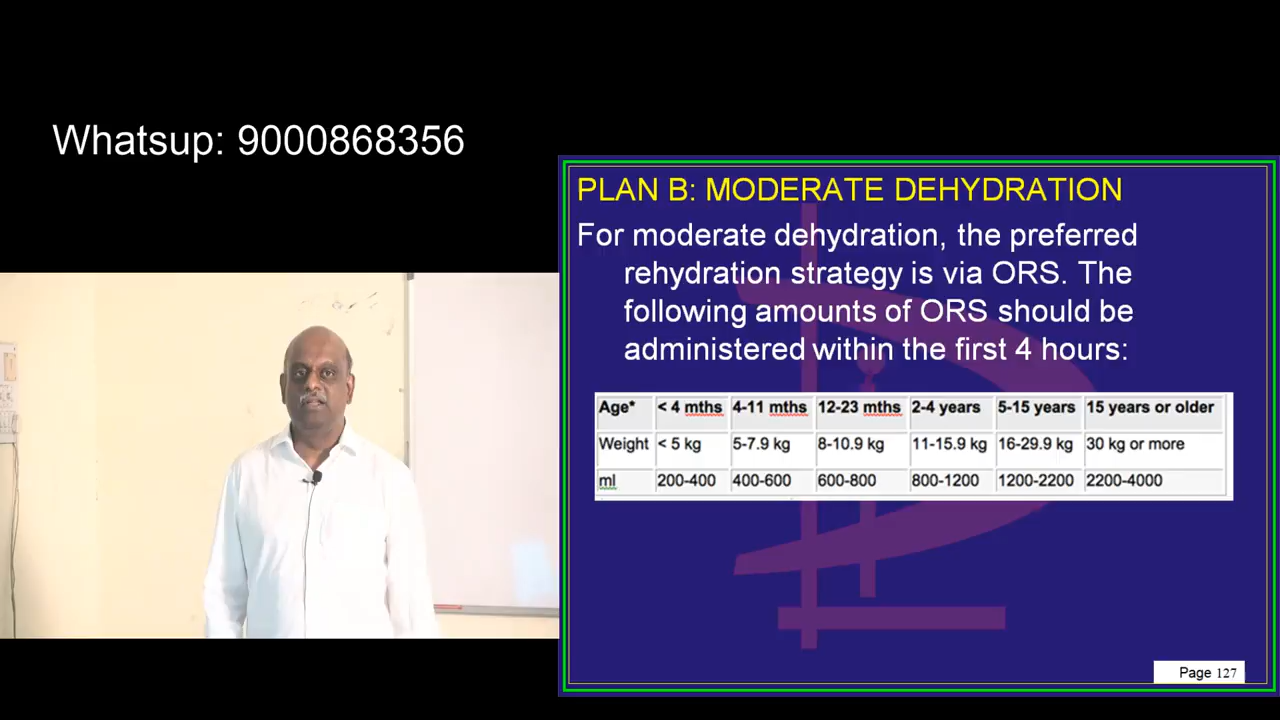 Whatsup: 9000868356
PLAN B: MODERATE DEHYDRATION
For moderate dehydration, the preferred
rehydration strategy is via ORS. The
following amounts of ORS should be
administered within the first 4 hours:
Age* < 4 mths 4-11 mths 12-23 mths 2-4 years 5-15 years 15 years or older
Weight < 5 kg 5-7.9 kg 8-10.9 kg 11-15.9 kg 16-29.9 kg 30 kg or more
ml 200-400 400-600 600-800 800-1200 1200-2200 2200-4000
Page 127